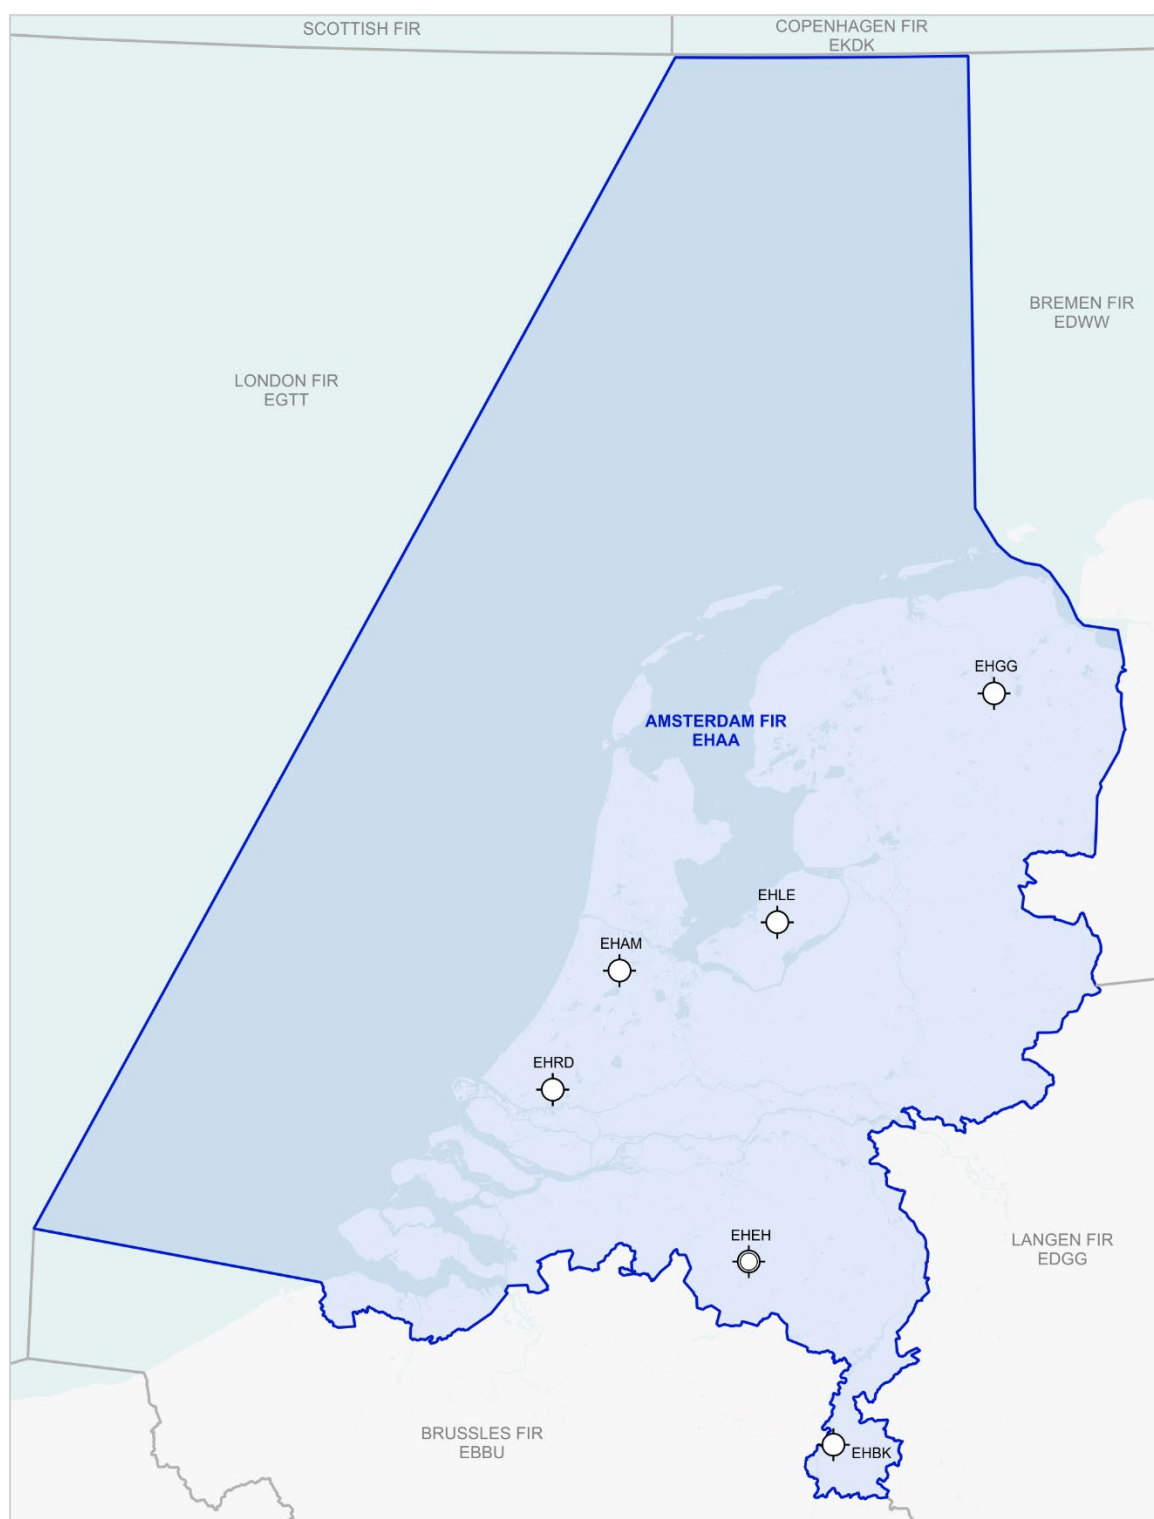 SCOTTISH FIR
COPENHAGEN FIR
EKDK
BREMEN FIR
EDWW
LONDON FIR
EGTT
EHGG
AMSTERDAM FIR
EHAA
EHLE
EHAM
EHRD
EHEH
LANGEN FIR
EDGG
BRUSSLES FIR
EBBU
EHBK